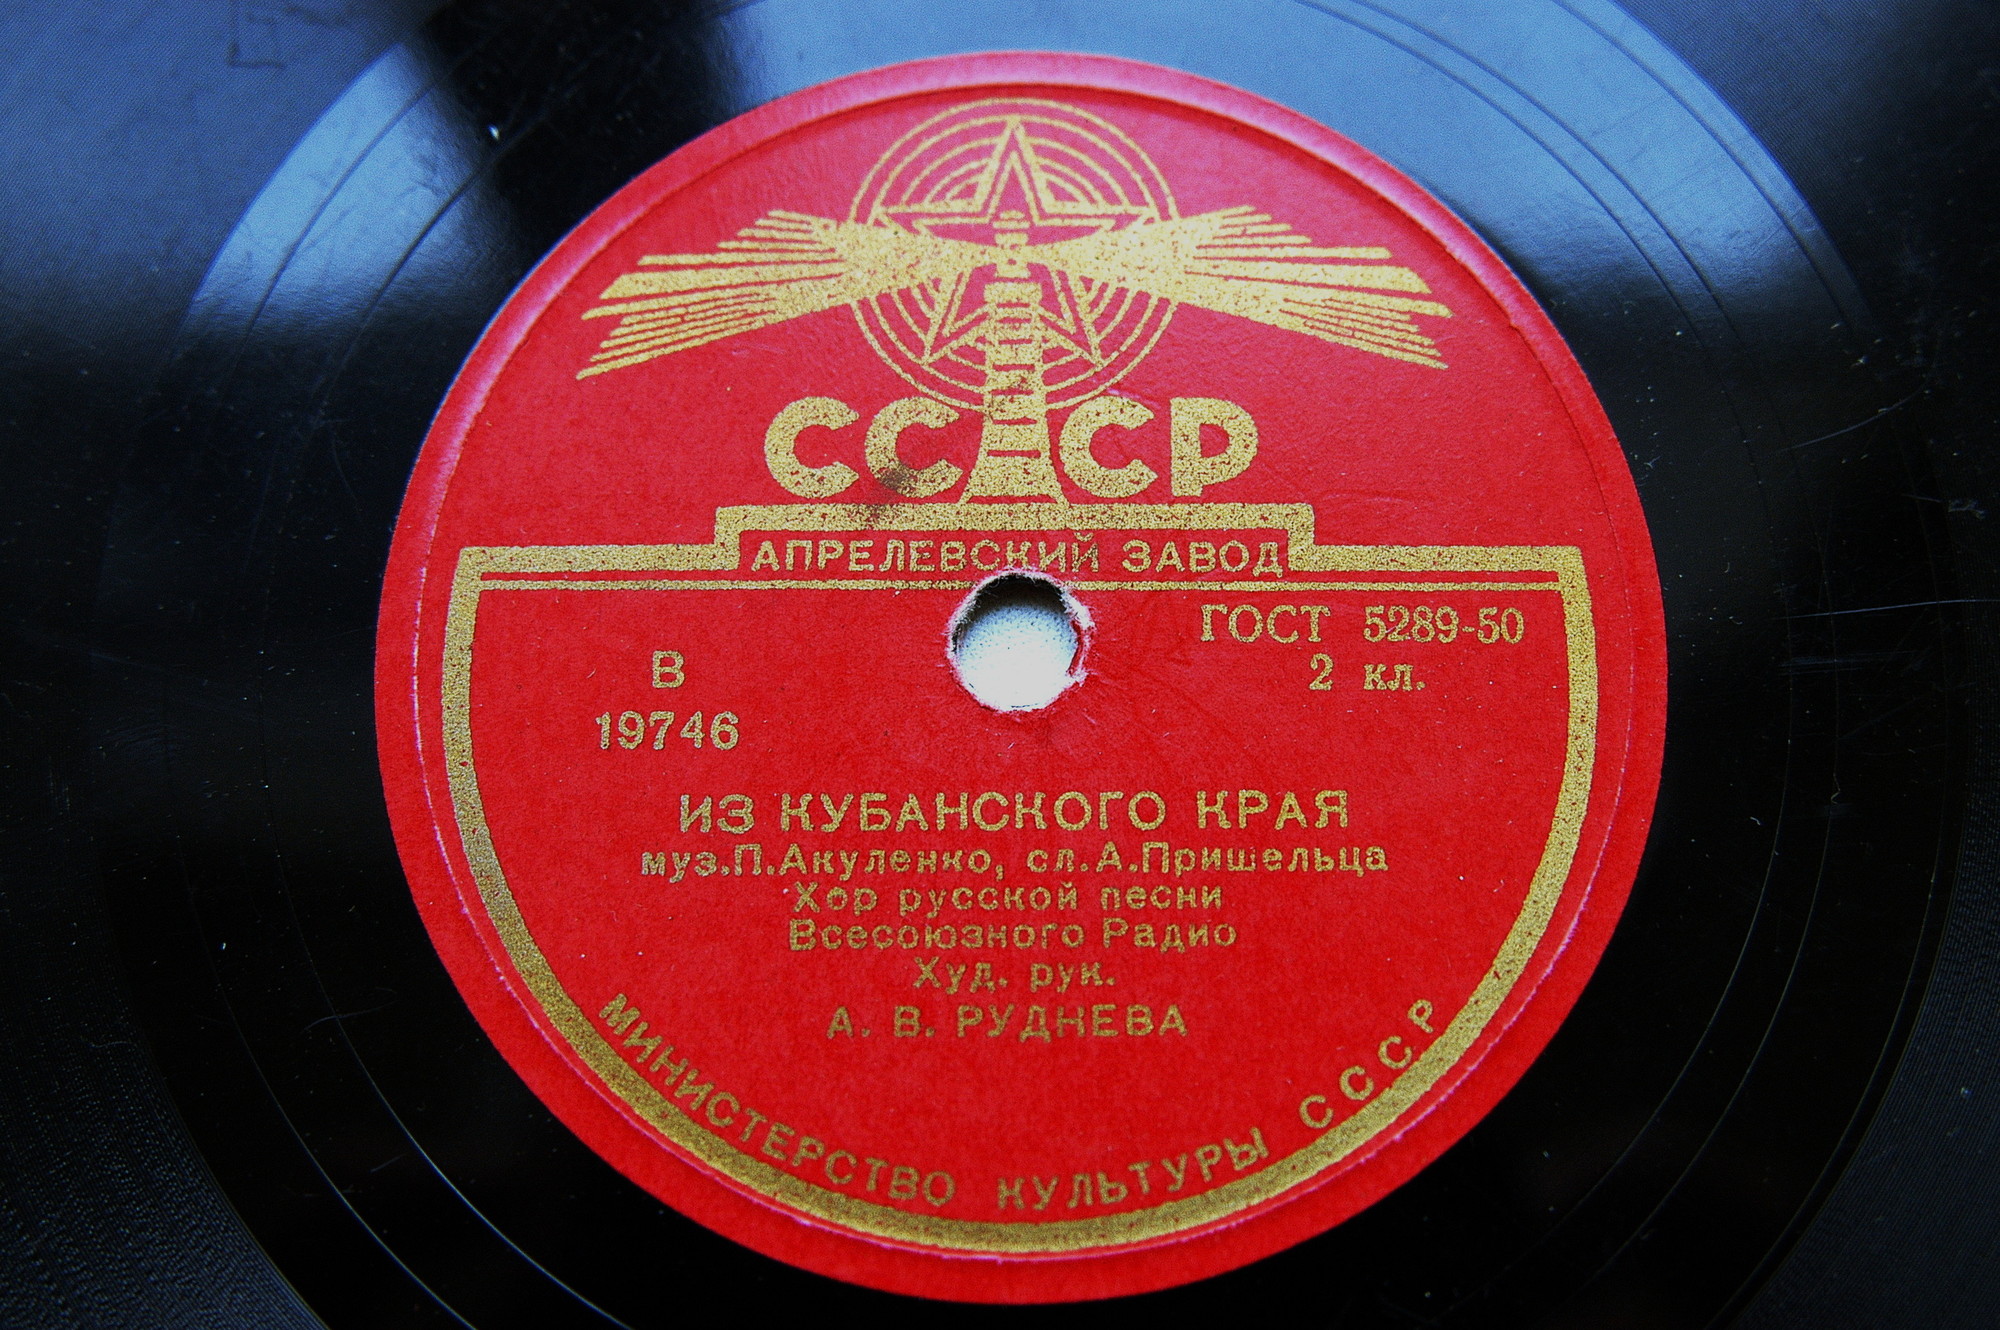 СССР
АПРЕЛЕВСКИЙ ЗАВОД
ГОСТ 5289-50
2 кл.
В
19746
ИЗ КУБАНСКОГО КРАЯ
муз.П.Акуленко, сл.А.Пришельца
Хор русской песни
Всесоюзного Радио
Худ. рук.
А. В. РУДНЕВА
МИНИСТЕРСТВО КУЛЬТУРЫ СССР